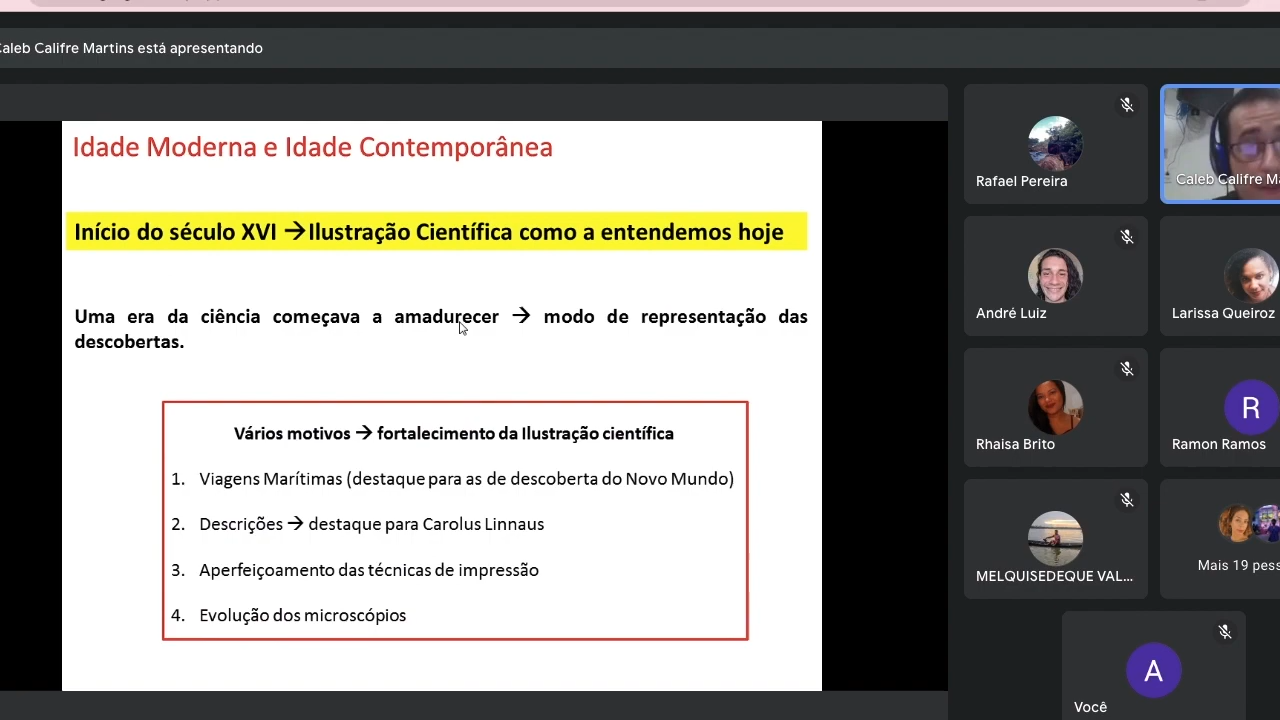 Caleb Califre Martins está apresentando
Idade Moderna e Idade Contemporânea
Início do século XVI → Ilustração Científica como a entendemos hoje
Uma era da ciência começava a amadurecer → modo de representação das
descobertas.
Vários motivos → fortalecimento da Ilustração científica
1. Viagens Marítimas (destaque para as de descoberta do Novo Mundo)
2. Descrições → destaque para Carolus Linnaus
3. Aperfeiçoamento das técnicas de impressão
4. Evolução dos microscópios
Rafael Pereira
Caleb Califre Ma
André Luiz
Larissa Queiroz
Rhaisa Brito
R
Ramon Ramos
MELQUISEDEQUE VAL...
Mais 19 pess
A
Você